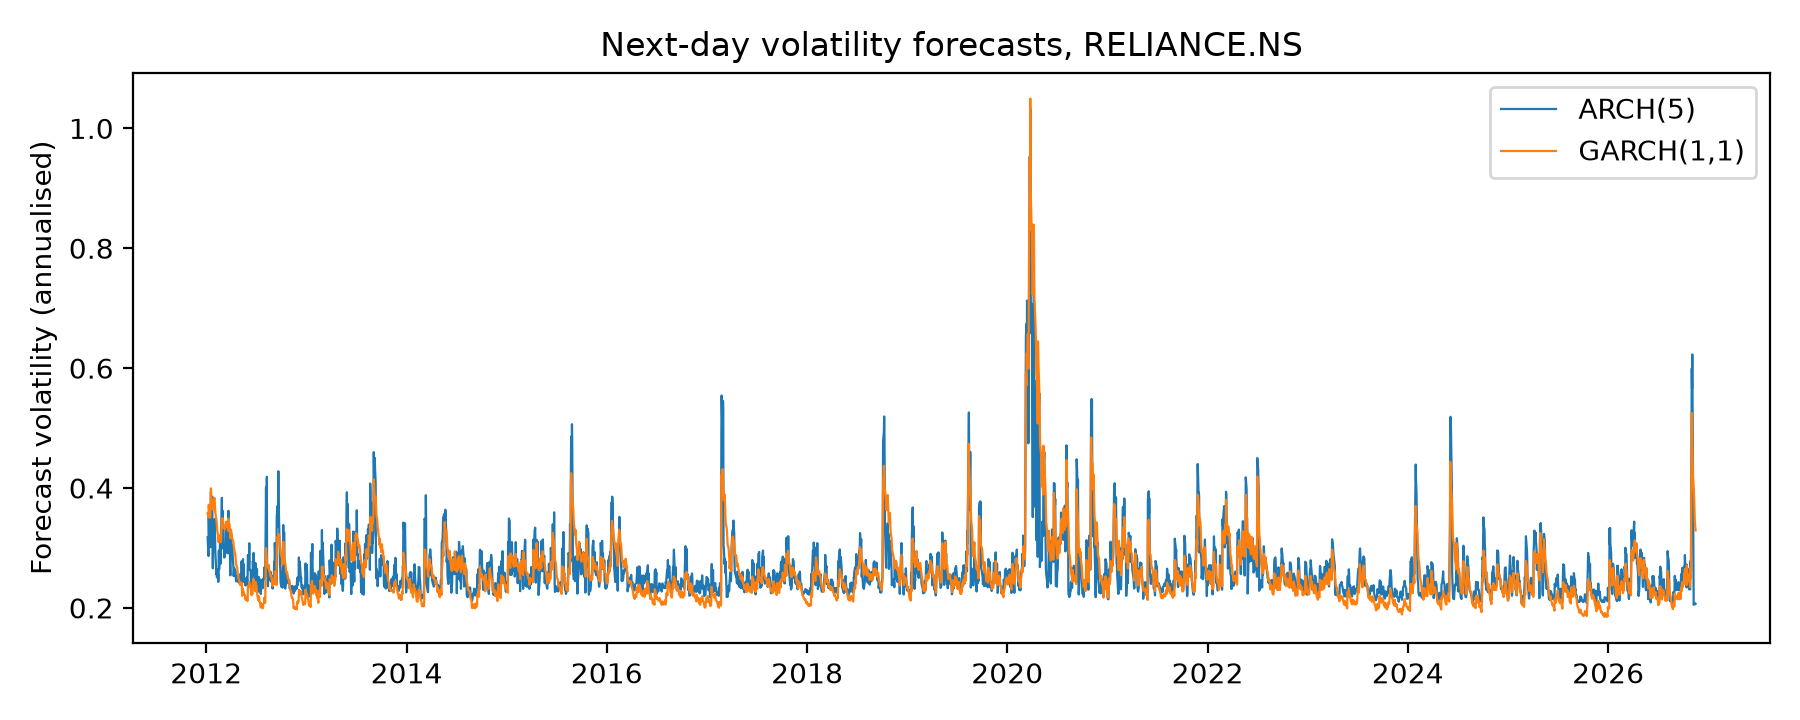 Next-day volatility forecasts, RELIANCE.NS
Forecast volatility (annualised)
1.0
0.8
0.6
0.4
0.2
ARCH(5)
GARCH(1,1)
2012 2014 2016 2018 2020 2022 2024 2026